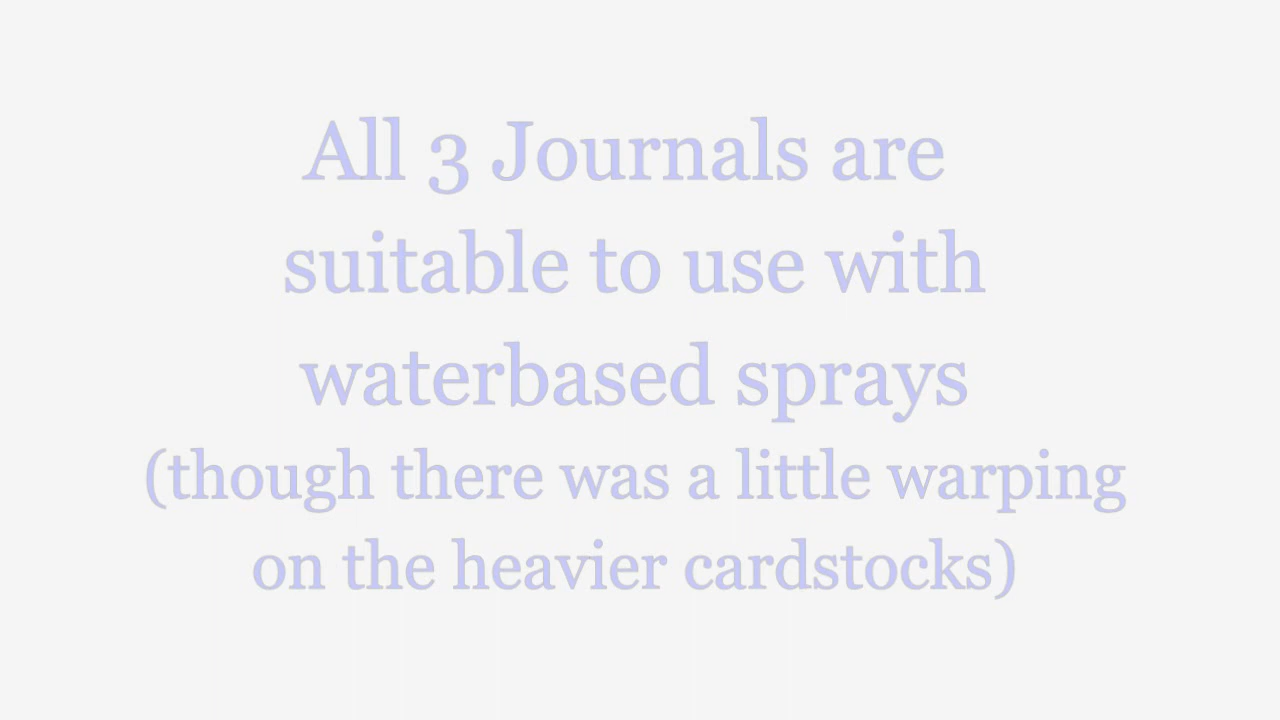 All 3 Journals are
suitable to use with
waterbased sprays
(though there was a little warping
on the heavier cardstocks)